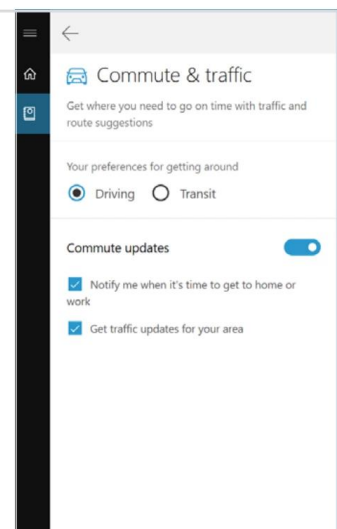 Commute & traffic
Get where you need to go on time with traffic and
route suggestions
Your preferences for getting around
Driving Transit
Commute updates
Notify me when it's time to get to home or
work
Get traffic updates for your area